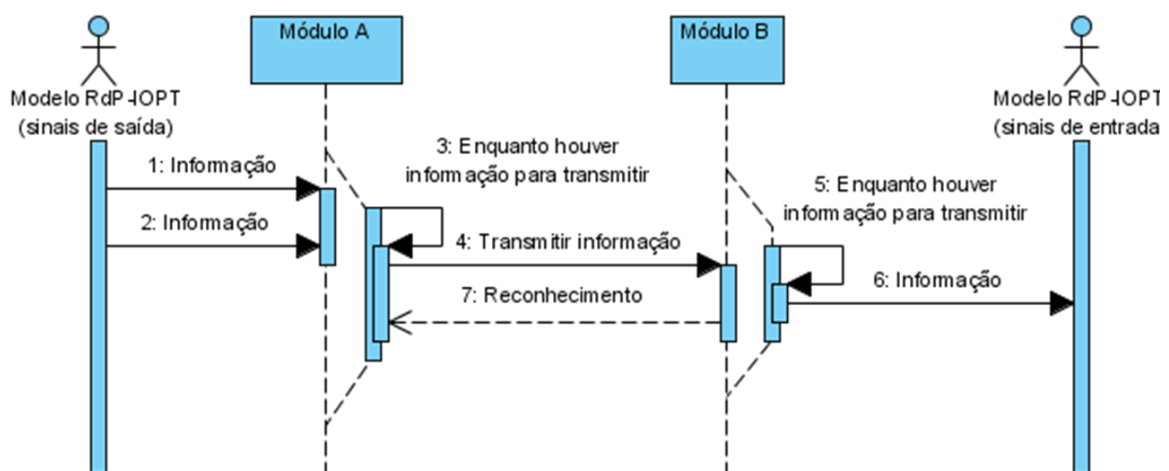 Módulo A
Módulo B
Modelo RdP-IOPT
(sinais de saída)
Modelo RdP-IOPT
(sinais de entrada
3: Enquanto houver
informação para transmitir
1: Informação
5: Enquanto houver
informação para transmitir
2: Informação
4: Transmitir informação
6: Informação
7: Reconhecimento